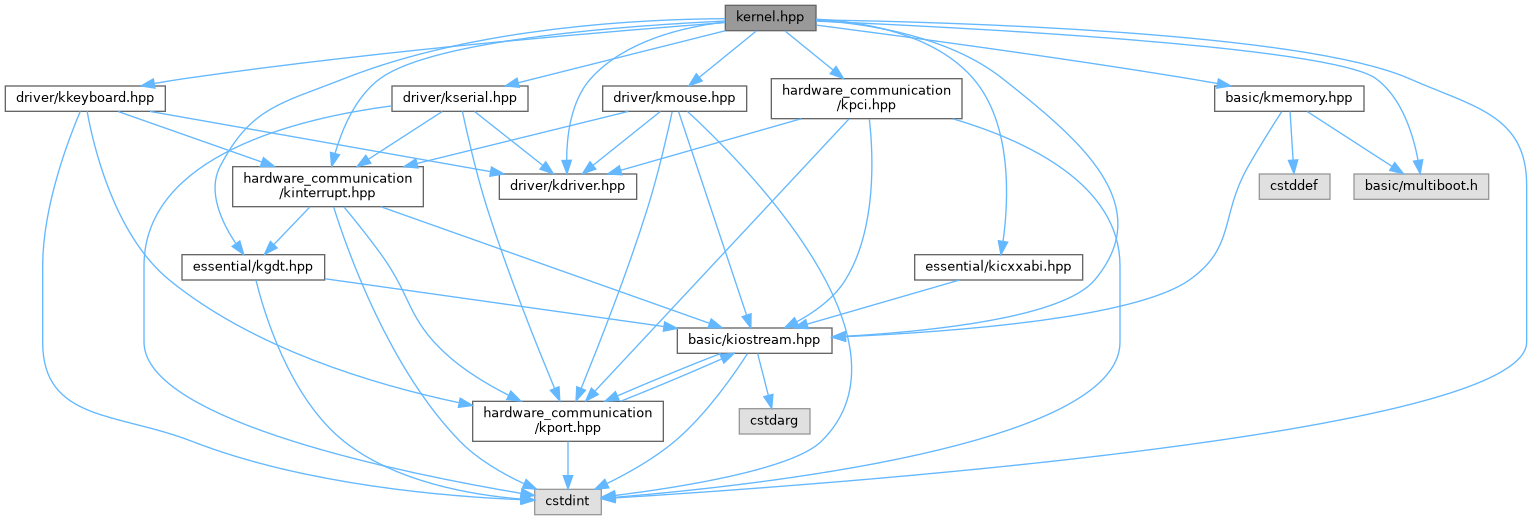 kernel.hpp
driver/kkeyboard.hpp
driver/kserial.hpp
driver/kmouse.hpp
hardware_communication
/kpci.hpp
basic/kmemory.hpp
hardware_communication
/kinterrupt.hpp
driver/kdriver.hpp
cstddef
basic/multiboot.h
essential/kgdt.hpp
essential/kicxxabi.hpp
basic/kiostream.hpp
hardware_communication
/kport.hpp
cstdarg
cstdint